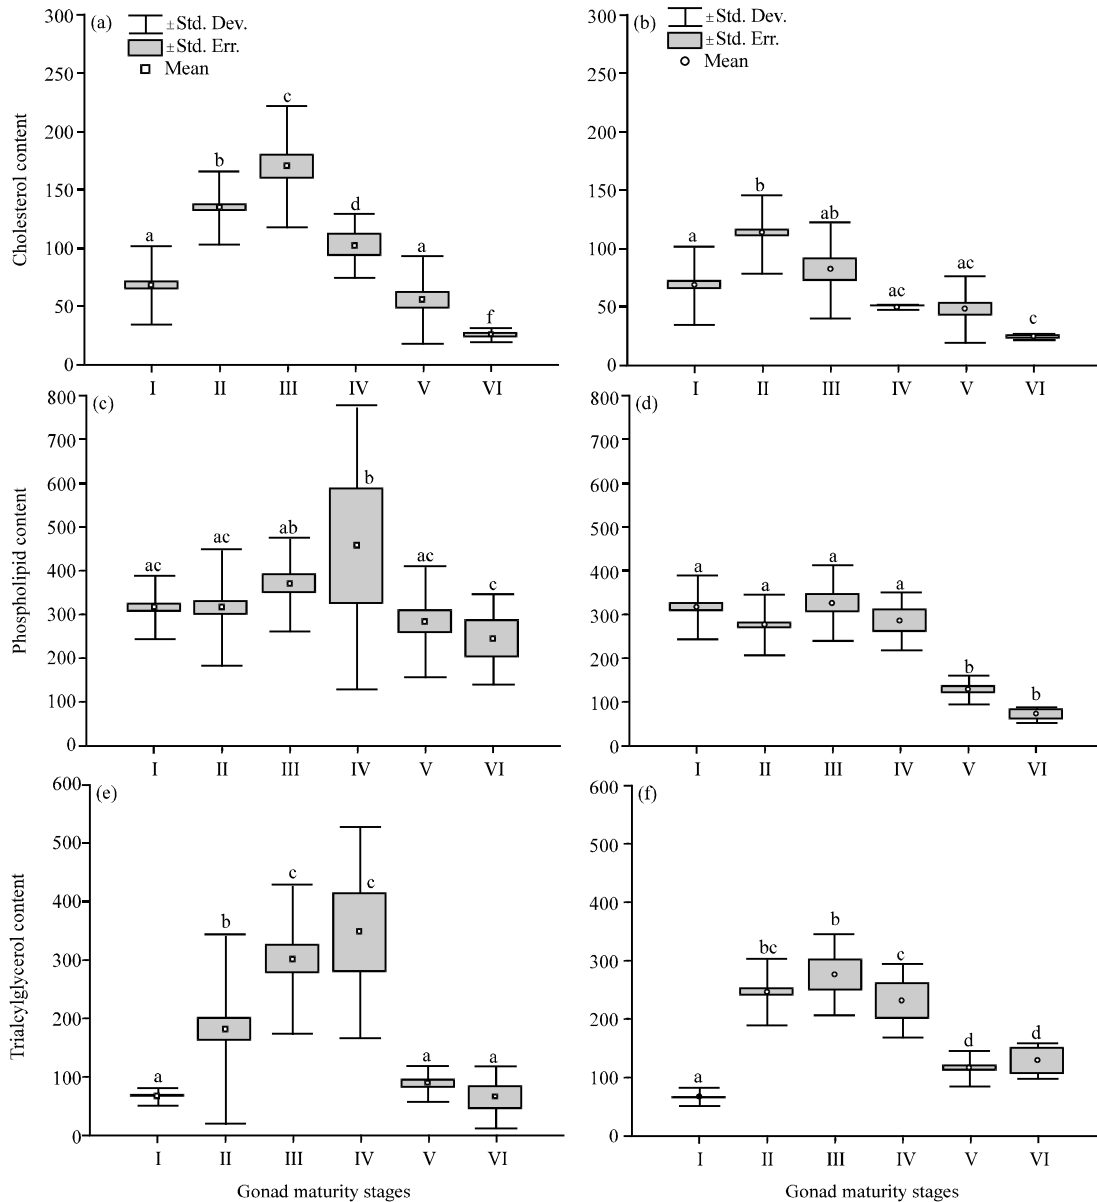 (a)
±Std. Dev.
±Std. Err.
Mean
Cholesterol content
300
250
200
150
100
50
0
a
b
c
d
a
f
I II III IV V VI
(b)
±Std. Dev.
±Std. Err.
Mean
300
250
200
150
100
50
0
a
b
ab
ac
ac
c
I II III IV V VI
(c)
Phospholipid content
800
700
600
500
400
300
200
100
0
ac
ac
ab
b
ac
c
I II III IV V VI
(d)
800
700
600
500
400
300
200
100
0
a
a
a
a
b
b
I II III IV V VI
(e)
Trialcylglycerol content
600
500
400
300
200
100
0
a
b
c
c
a
a
I II III IV V VI
Gonad maturity stages
(f)
600
500
400
300
200
100
0
a
bc
b
c
d
d
I II III IV V VI
Gonad maturity stages